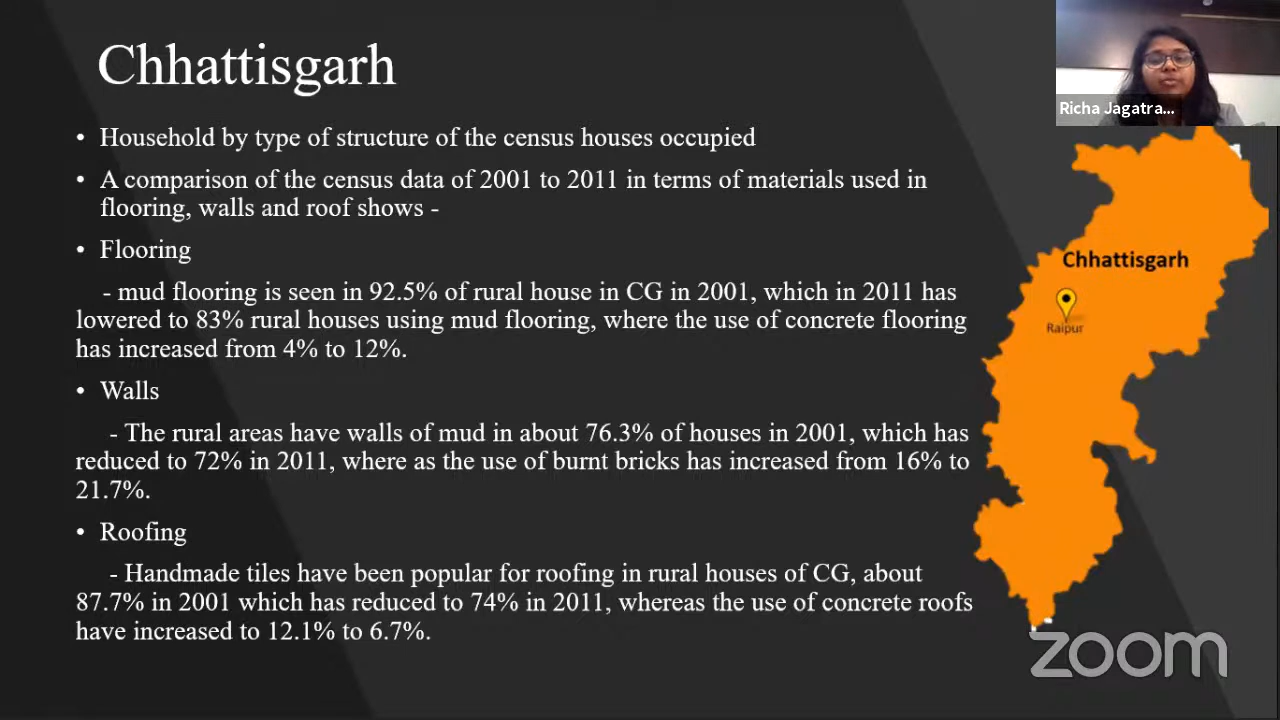 Chhattisgarh
• Household by type of structure of the census houses occupied
• A comparison of the census data of 2001 to 2011 in terms of materials used in
flooring, walls and roof shows -
• Flooring
- mud flooring is seen in 92.5% of rural house in CG in 2001, which in 2011 has
lowered to 83% rural houses using mud flooring, where the use of concrete flooring
has increased from 4% to 12%.
• Walls
- The rural areas have walls of mud in about 76.3% of houses in 2001, which has
reduced to 72% in 2011, where as the use of burnt bricks has increased from 16% to
21.7%.
• Roofing
- Handmade tiles have been popular for roofing in rural houses of CG, about
87.7% in 2001 which has reduced to 74% in 2011, whereas the use of concrete roofs
have increased to 12.1% to 6.7%.
Richa Jagatra...
Chhattisgarh
Raipur
zoom